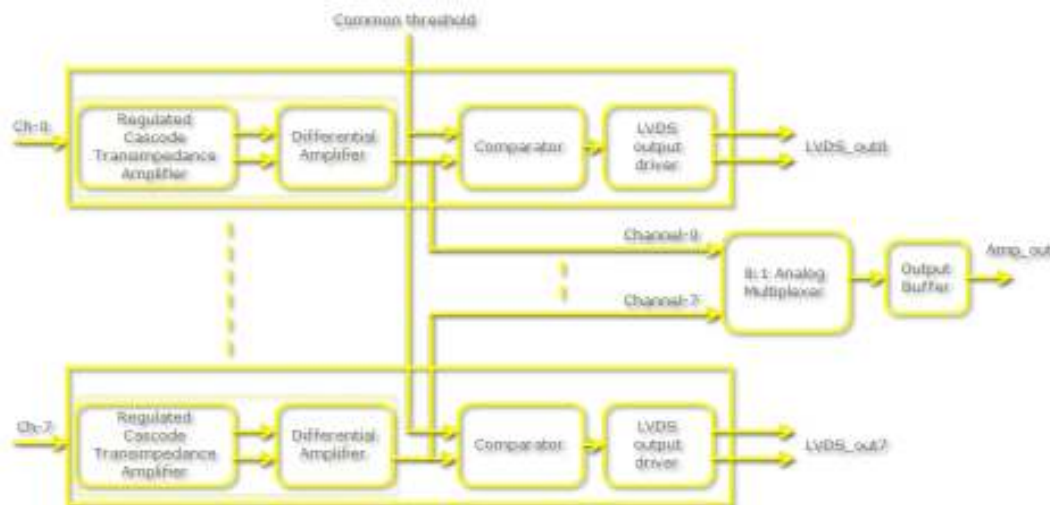 Common threshold
Ch-0
Regulated
Cascode
Transimpedance
Amplifier
Differential
Amplifier
Comparator
LVDS
output
driver
LVDS_out0
Channel-0
8:1 Analog
Multiplexer
Output
Buffer
Amp_out
Channel-7
Ch-7
Regulated
Cascode
Transimpedance
Amplifier
Differential
Amplifier
Comparator
LVDS
output
driver
LVDS_out7